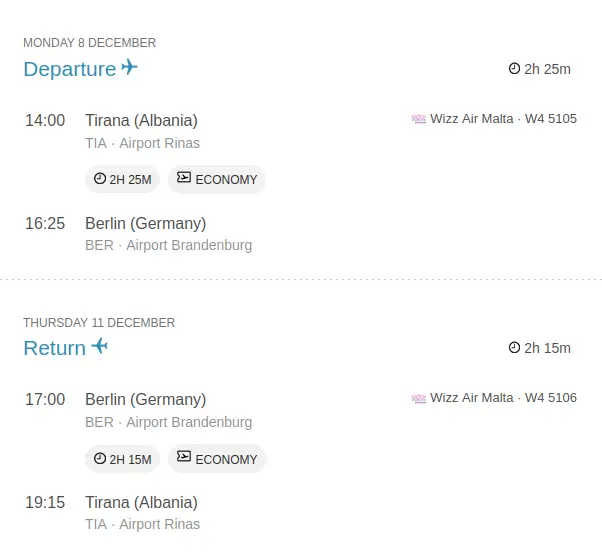 MONDAY 8 DECEMBER
Departure
2h 25m
14:00 Tirana (Albania) Wizz Air Malta · W4 5105
TIA · Airport Rinas
2H 25M ECONOMY
16:25 Berlin (Germany)
BER · Airport Brandenburg
THURSDAY 11 DECEMBER
Return
2h 15m
17:00 Berlin (Germany) Wizz Air Malta · W4 5106
BER · Airport Brandenburg
2H 15M ECONOMY
19:15 Tirana (Albania)
TIA · Airport Rinas